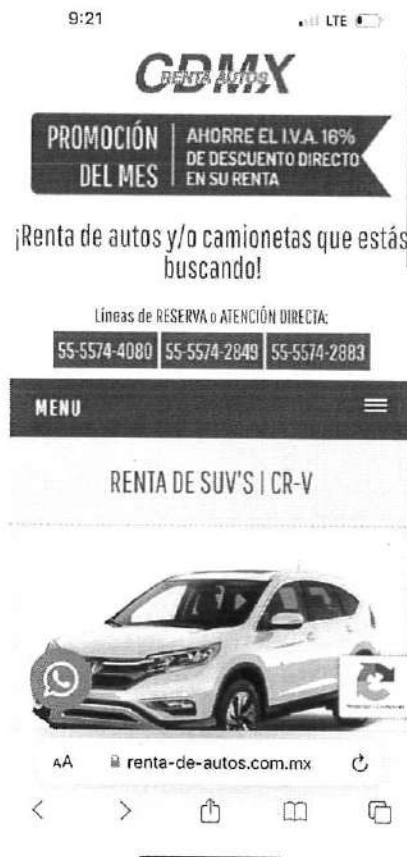 9:21
LTE
CDMX
RENTA AUTOS
PROMOCIÓN
DEL MES
AHORRE EL I.V.A. 16%
DE DESCUENTO DIRECTO
EN SU RENTA
¡Renta de autos y/o camionetas que estás
buscando!
Líneas de RESERVA o ATENCIÓN DIRECTA:
55-5574-4080 55-5574-2849 55-5574-2883
MENU
RENTA DE SUV'S | CR-V
AA renta-de-autos.com.mx